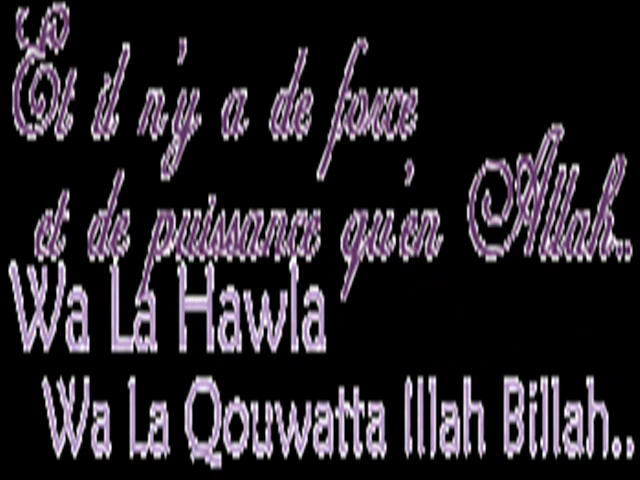 Et il n'y a de force
et de puissance qu'en Allah..
Wa La Hawla
Wa La Qouwatta Illah Billah..